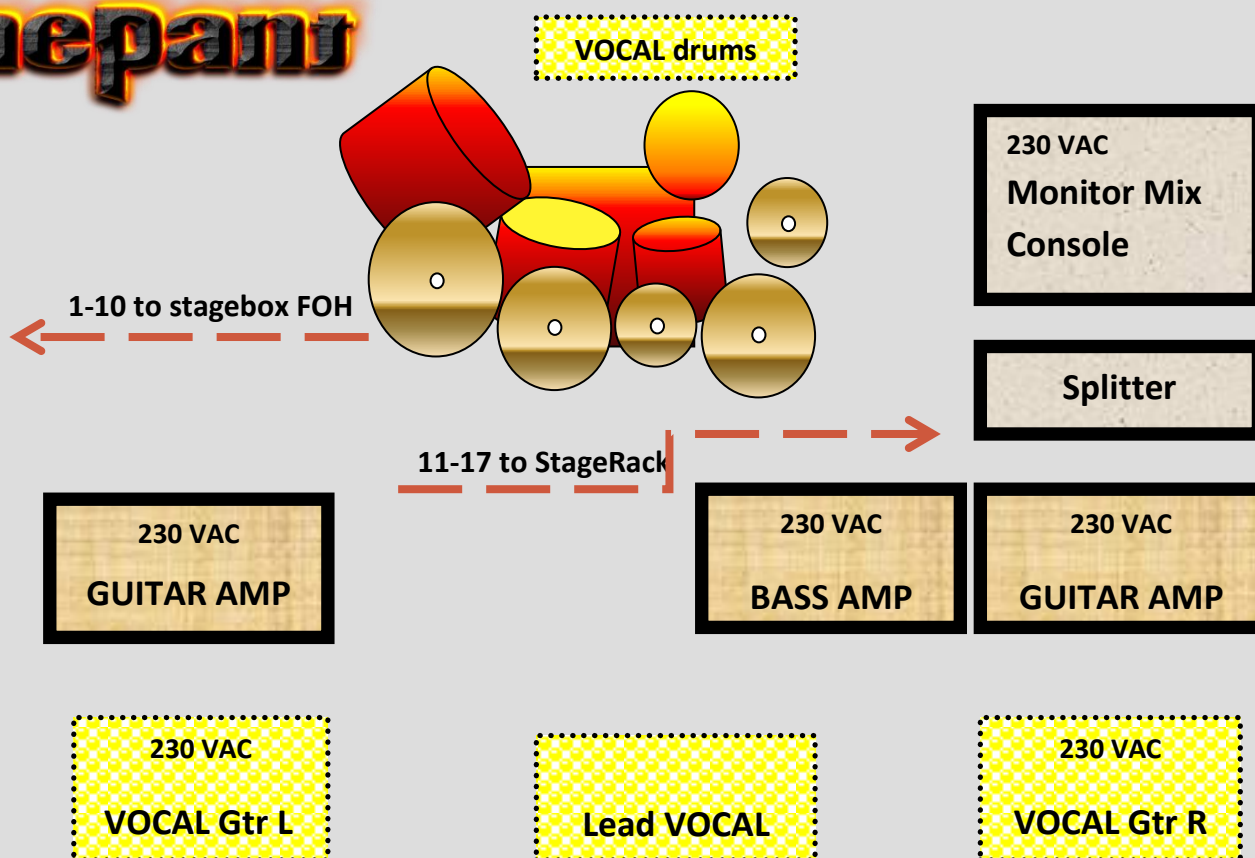 VOCAL drums
230 VAC
Monitor Mix
Console
1-10 to stagebox FOH
Splitter
11-17 to StageRack
230 VAC
GUITAR AMP
230 VAC
BASS AMP
230 VAC
GUITAR AMP
230 VAC
VOCAL Gtr L
Lead VOCAL
230 VAC
VOCAL Gtr R